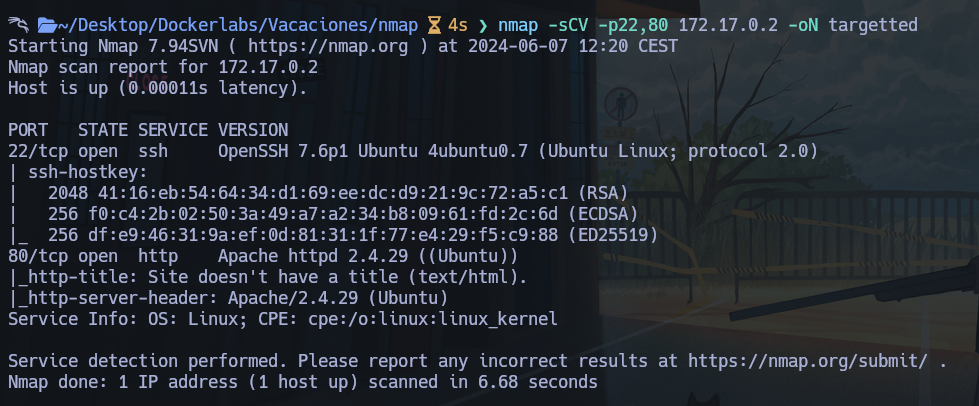 ~/Desktop/Dockerlabs/Vacaciones/nmap 4s ❯ nmap -sCV -p22,80 172.17.0.2 -oN targetted
Starting Nmap 7.94SVN ( https://nmap.org ) at 2024-06-07 12:20 CEST
Nmap scan report for 172.17.0.2
Host is up (0.00011s latency).

PORT   STATE SERVICE VERSION
22/tcp open  ssh     OpenSSH 7.6p1 Ubuntu 4ubuntu0.7 (Ubuntu Linux; protocol 2.0)
| ssh-hostkey:
|   2048 41:16:eb:54:64:34:d1:69:ee:dc:d9:21:9c:72:a5:c1 (RSA)
|   256 f0:c4:2b:02:50:3a:49:a7:a2:34:b8:09:61:fd:2c:6d (ECDSA)
|_  256 df:e9:46:31:9a:ef:0d:81:31:1f:77:e4:29:f5:c9:88 (ED25519)
80/tcp open  http    Apache httpd 2.4.29 ((Ubuntu))
|_http-title: Site doesn't have a title (text/html).
|_http-server-header: Apache/2.4.29 (Ubuntu)
Service Info: OS: Linux; CPE: cpe:/o:linux:linux_kernel

Service detection performed. Please report any incorrect results at https://nmap.org/submit/ .
Nmap done: 1 IP address (1 host up) scanned in 6.68 seconds